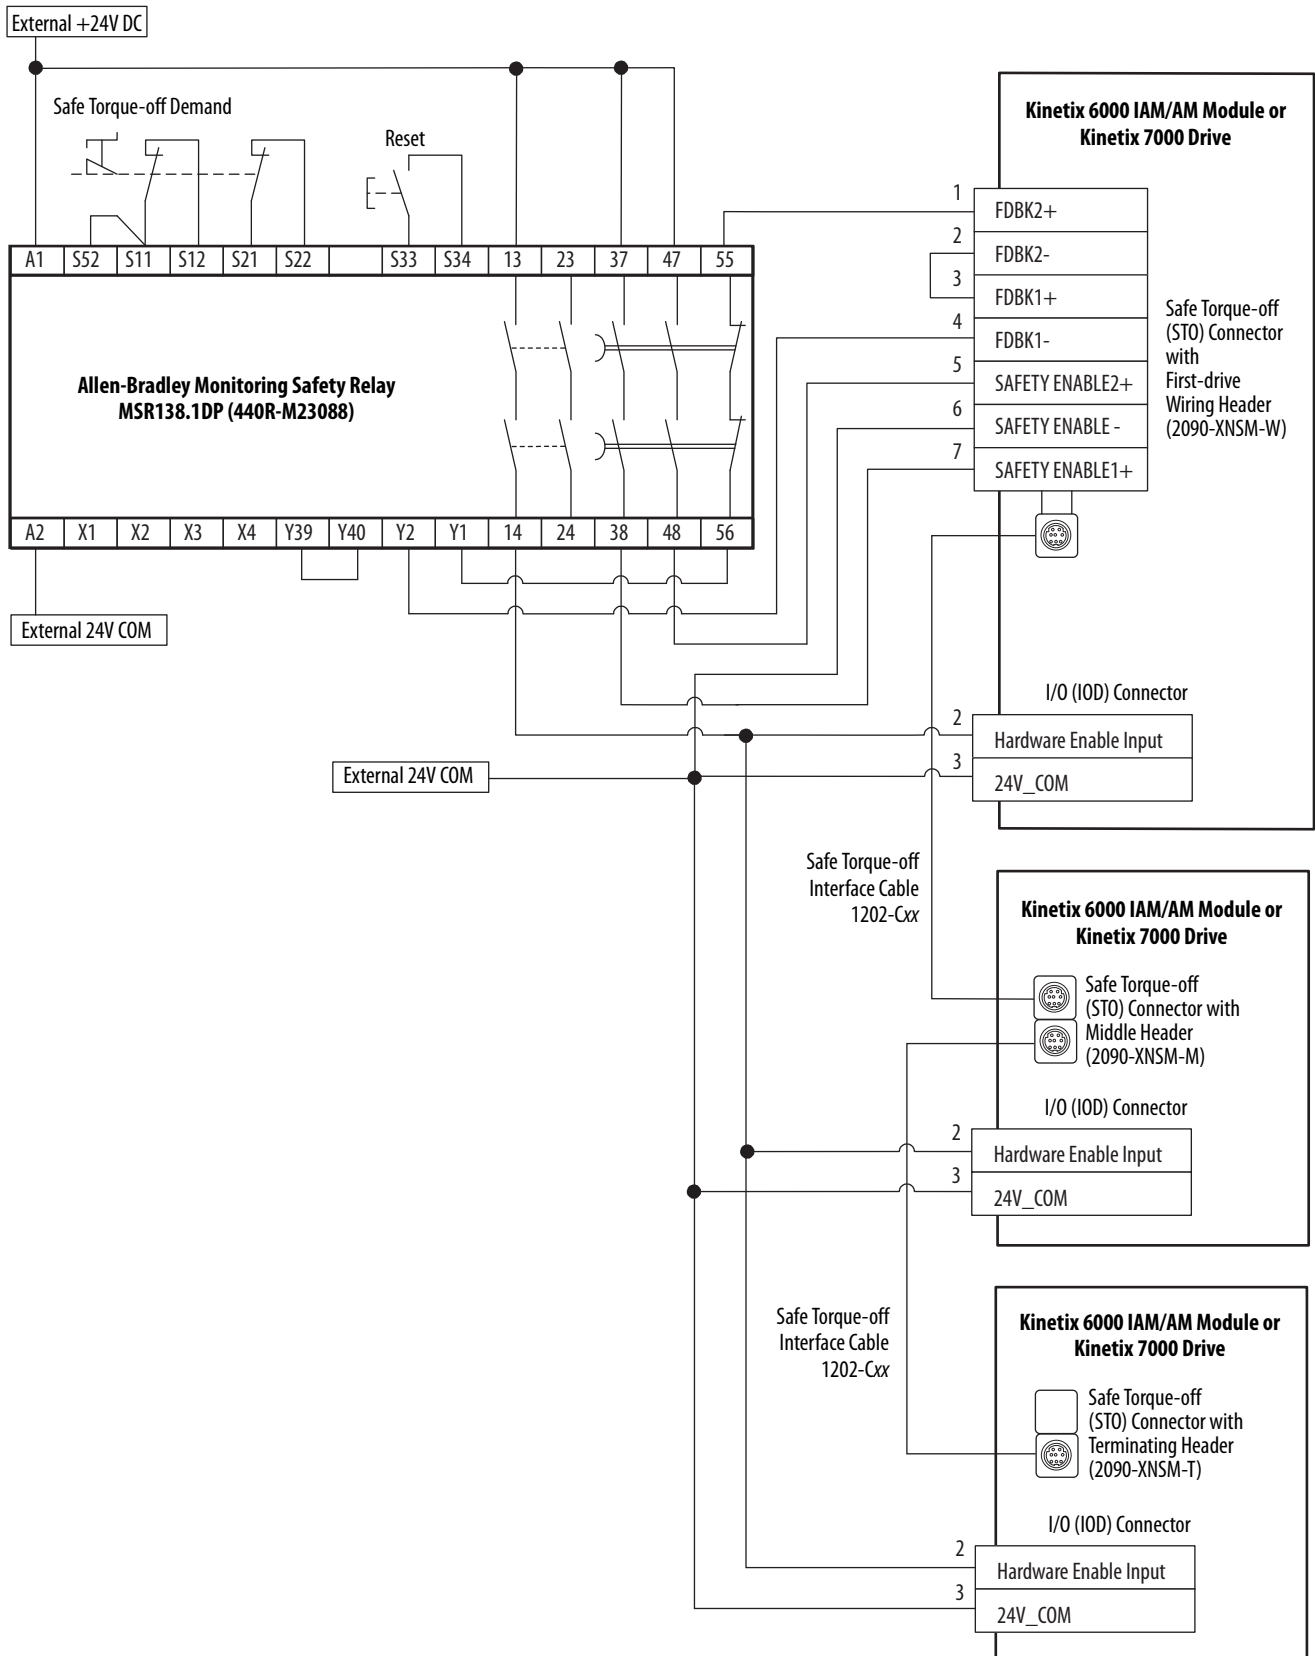 External +24V DC
Safe Torque-off Demand
Reset
A1 S52 S11 S12 S21 S22 S33 S34 13 23 37 47 55
Allen-Bradley Monitoring Safety Relay
MSR138.1DP (440R-M23088)
A2 X1 X2 X3 X4 Y39 Y40 Y2 Y1 14 24 38 48 56
External 24V COM
External 24V COM
Kinetix 6000 IAM/AM Module or
Kinetix 7000 Drive
1 FDBK2+
2 FDBK2-
3 FDBK1+
4 FDBK1-
5 SAFETY ENABLE2+
6 SAFETY ENABLE -
7 SAFETY ENABLE1+
Safe Torque-off
(STO) Connector
with
First-drive
Wiring Header
(2090-XNSM-W)
I/O (IOD) Connector
2 Hardware Enable Input
3 24V_COM
Safe Torque-off
Interface Cable
1202-Cxx
Kinetix 6000 IAM/AM Module or
Kinetix 7000 Drive
Safe Torque-off
(STO) Connector with
Middle Header
(2090-XNSM-M)
I/O (IOD) Connector
2 Hardware Enable Input
3 24V_COM
Safe Torque-off
Interface Cable
1202-Cxx
Kinetix 6000 IAM/AM Module or
Kinetix 7000 Drive
Safe Torque-off
(STO) Connector with
Terminating Header
(2090-XNSM-T)
I/O (IOD) Connector
2 Hardware Enable Input
3 24V_COM